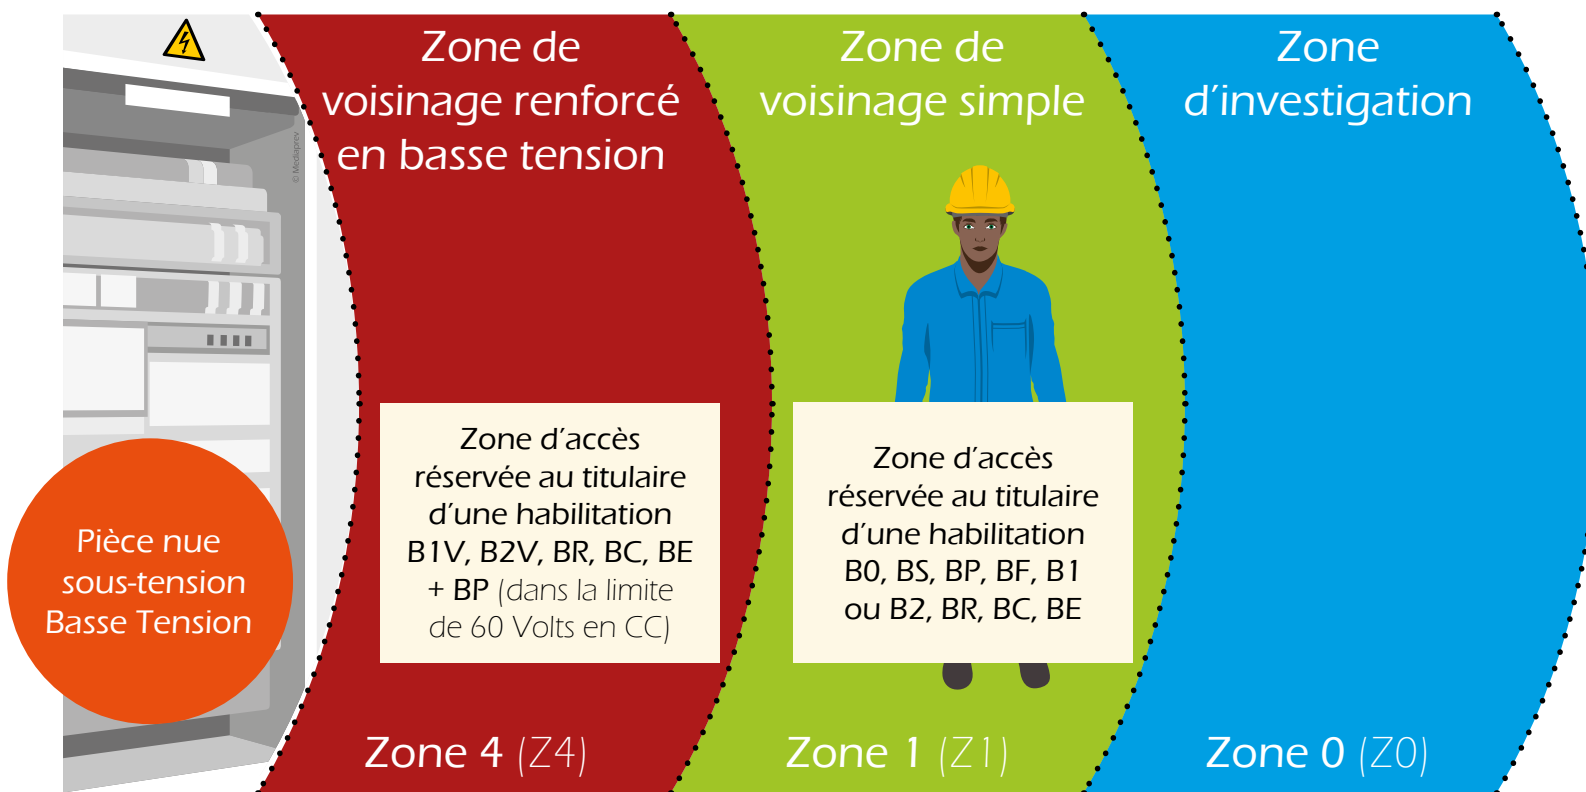 Zone de
voisinage renforcé
en basse tension
Zone de
voisinage simple
Zone
d'investigation
© Mediaprev
Pièce nue
sous-tension
Basse Tension
Zone d'accès
réservée au titulaire
d'une habilitation
B1V, B2V, BR, BC, BE
+ BP (dans la limite
de 60 Volts en CC)
Zone d'accès
réservée au titulaire
d'une habilitation
B0, BS, BP, BF, B1
ou B2, BR, BC, BE
Zone 4 (Z4)
Zone 1 (Z1)
Zone 0 (Z0)